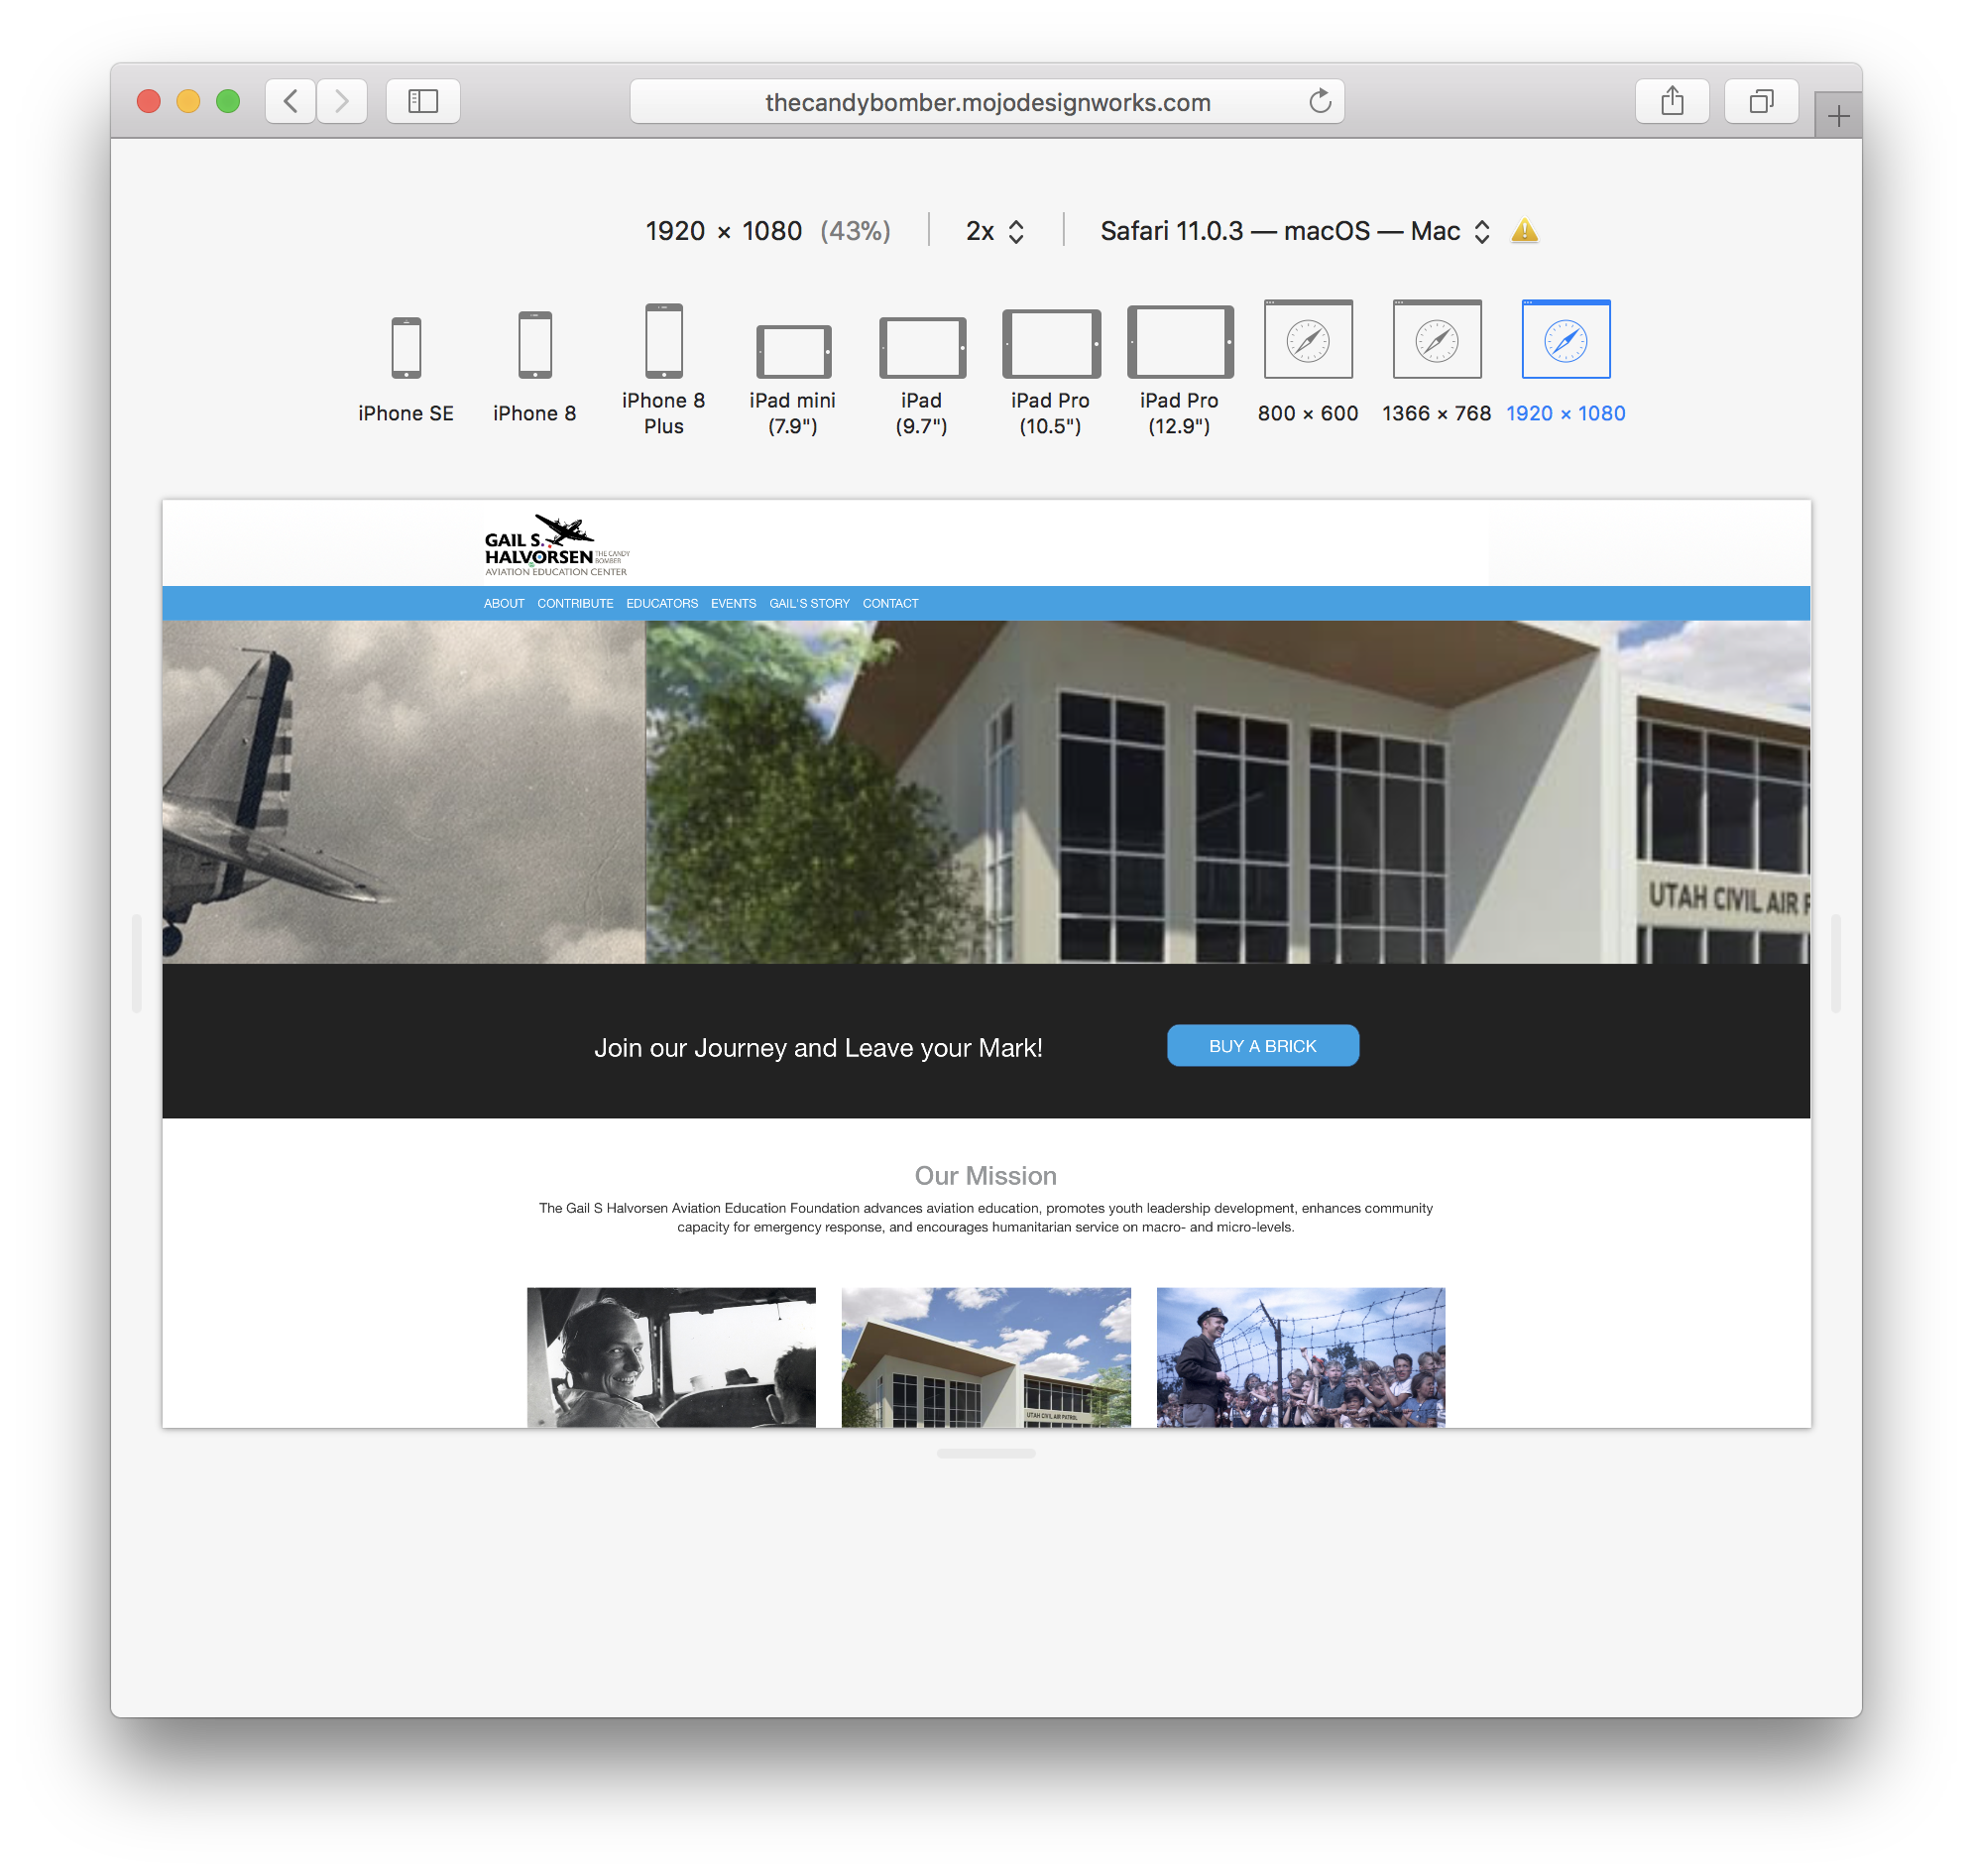 thecandybomber.mojodesignworks.com
1920 × 1080 (43%) 2x Safari 11.0.3 — macOS — Mac
iPhone SE
iPhone 8
iPhone 8
Plus
iPad mini
(7.9")
iPad
(9.7")
iPad Pro
(10.5")
iPad Pro
(12.9")
800 × 600
1366 × 768
1920 × 1080
GAIL S.
HALVORSEN THE CANDY
BOMBER
AVIATION EDUCATION CENTER
ABOUT CONTRIBUTE EDUCATORS EVENTS GAIL'S STORY CONTACT
UTAH CIVIL AIR P
Join our Journey and Leave your Mark!
BUY A BRICK
Our Mission
The Gail S Halvorsen Aviation Education Foundation advances aviation education, promotes youth leadership development, enhances community
capacity for emergency response, and encourages humanitarian service on macro- and micro-levels.
UTAH CIVIL AIR PATROL